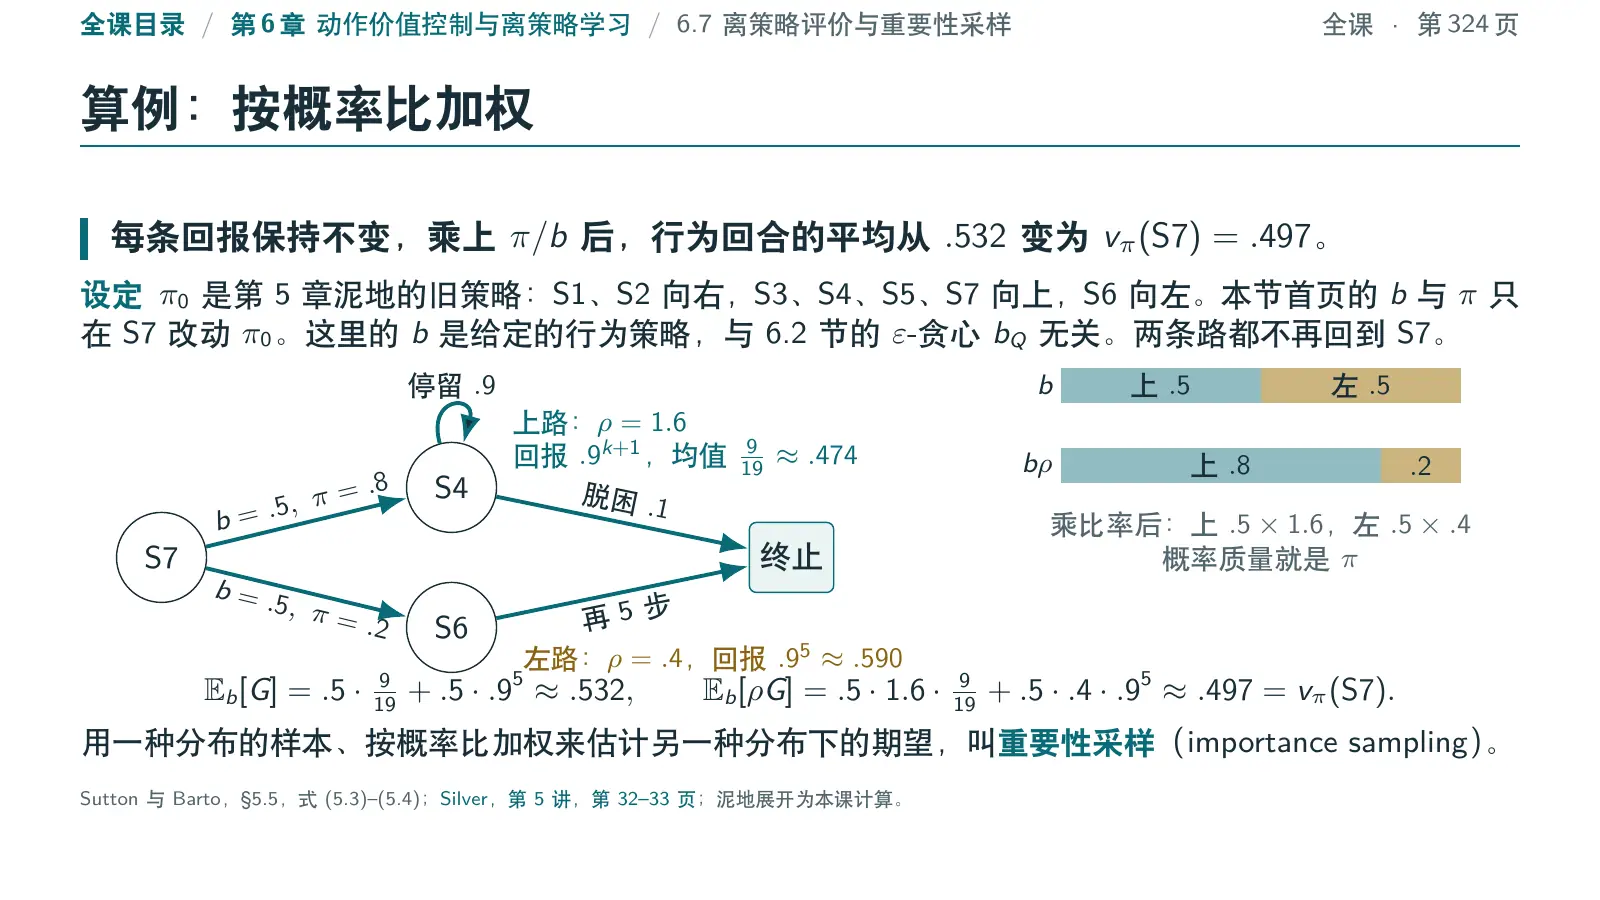 全课目录 / 第 6 章 动作价值控制与离策略学习 / 6.7 离策略评价与重要性采样
全课 · 第 324 页
算例：按概率比加权
每条回报保持不变，乘上 π/b 后，行为回合的平均从 .532 变为 vπ(S7) = .497。
设定 π0 是第 5 章泥地的旧策略：S1、S2 向右，S3、S4、S5、S7 向上，S6 向左。本节首页的 b 与 π 只
在 S7 改动 π0。这里的 b 是给定的行为策略，与 6.2 节的 ε-贪心 bQ 无关。两条路都不再回到 S7。
停留 .9
上路：ρ = 1.6
回报 .9^{k+1}，均值 9/19 ≈ .474
b = .5, π = .8
S4
脱困 .1
S7
终止
b = .5, π = .2
S6
再 5 步
左路：ρ = .4，回报 .9^5 ≈ .590
b 上 .5 左 .5
bρ 上 .8 .2
乘比率后：上 .5 × 1.6，左 .5 × .4
概率质量就是 π
𝔼b[G] = .5 · 9/19 + .5 · .9^5 ≈ .532, 𝔼b[ρG] = .5 · 1.6 · 9/19 + .5 · .4 · .9^5 ≈ .497 = vπ(S7).
用一种分布的样本、按概率比加权来估计另一种分布下的期望，叫重要性采样（importance sampling）。
Sutton 与 Barto，§5.5，式 (5.3)–(5.4)；Silver，第 5 讲，第 32–33 页；泥地展开为本课计算。